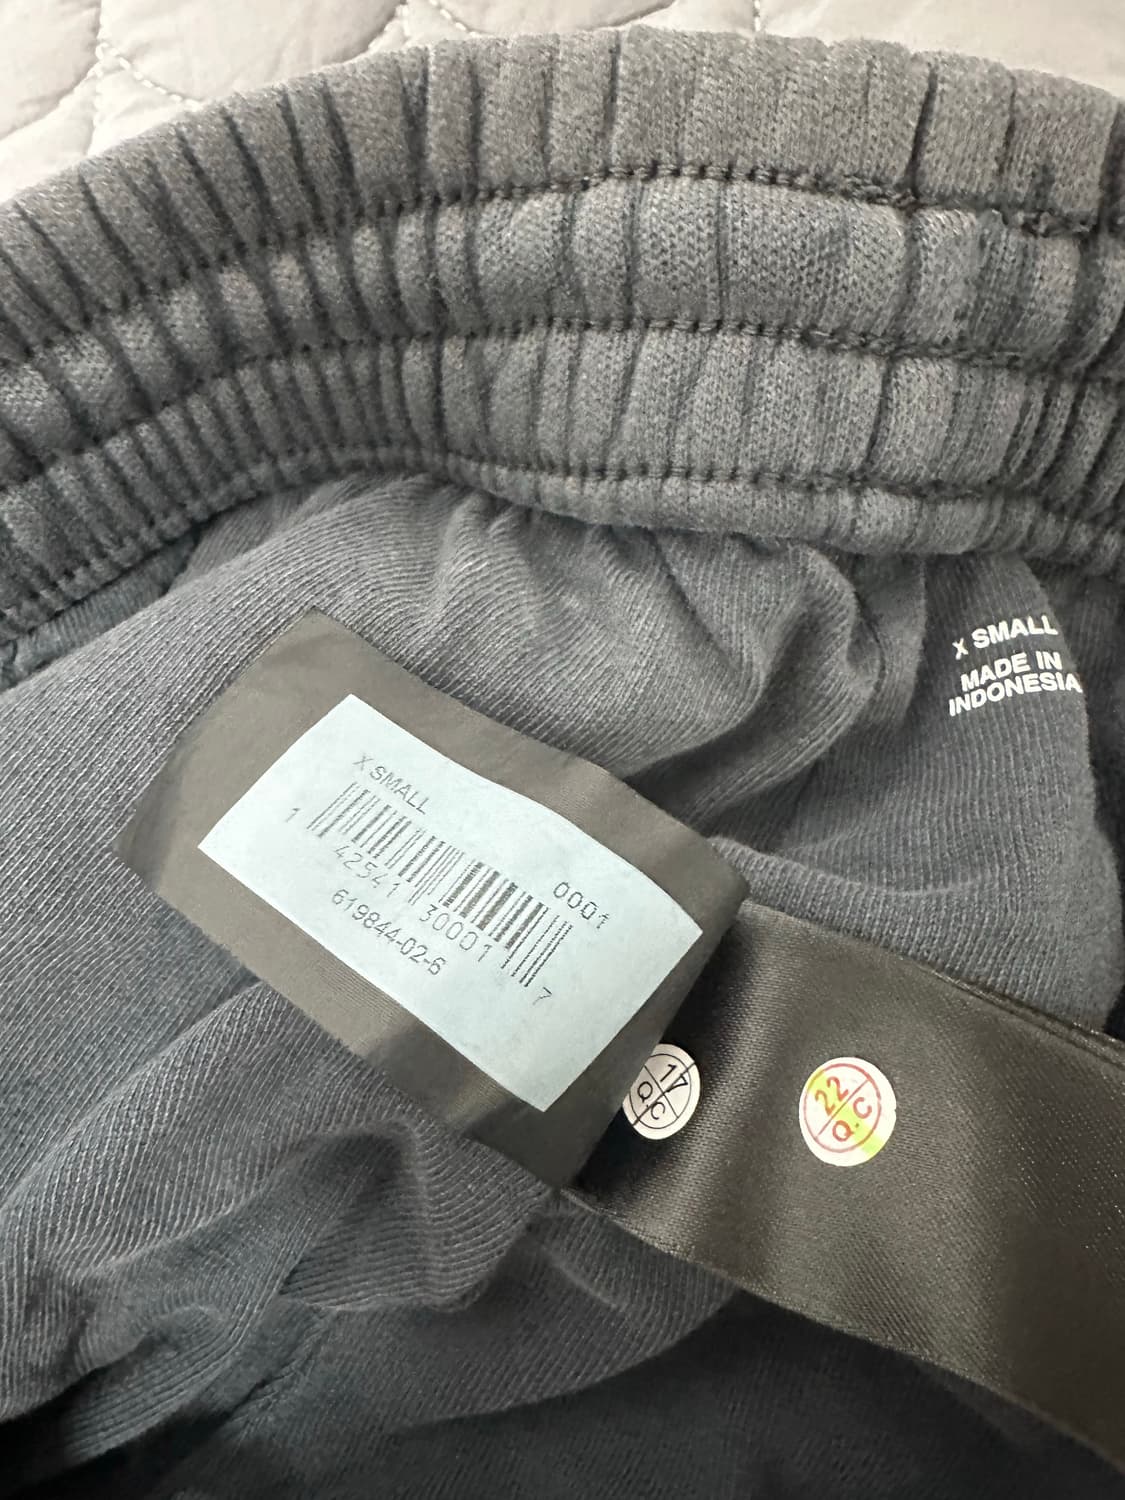 X SMALL
MADE IN
INDONESIA
X SMALL
0001
1 42541 30001 7
619844-02-6
17
Q.C
22
Q.C